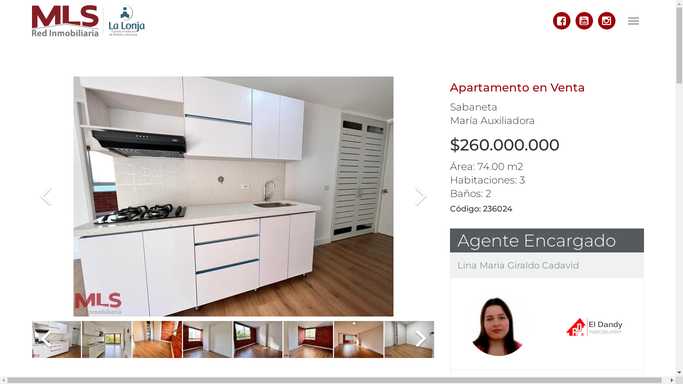 MLS
Red Inmobiliaria
La Lonja
Apartamento en Venta
Sabaneta
María Auxiliadora
$260.000.000
Área: 74.00 m2
Habitaciones: 3
Baños: 2
Código: 236024
Agente Encargado
Lina Maria Giraldo Cadavid
El Dandy
MLS
Red Inmobiliaria